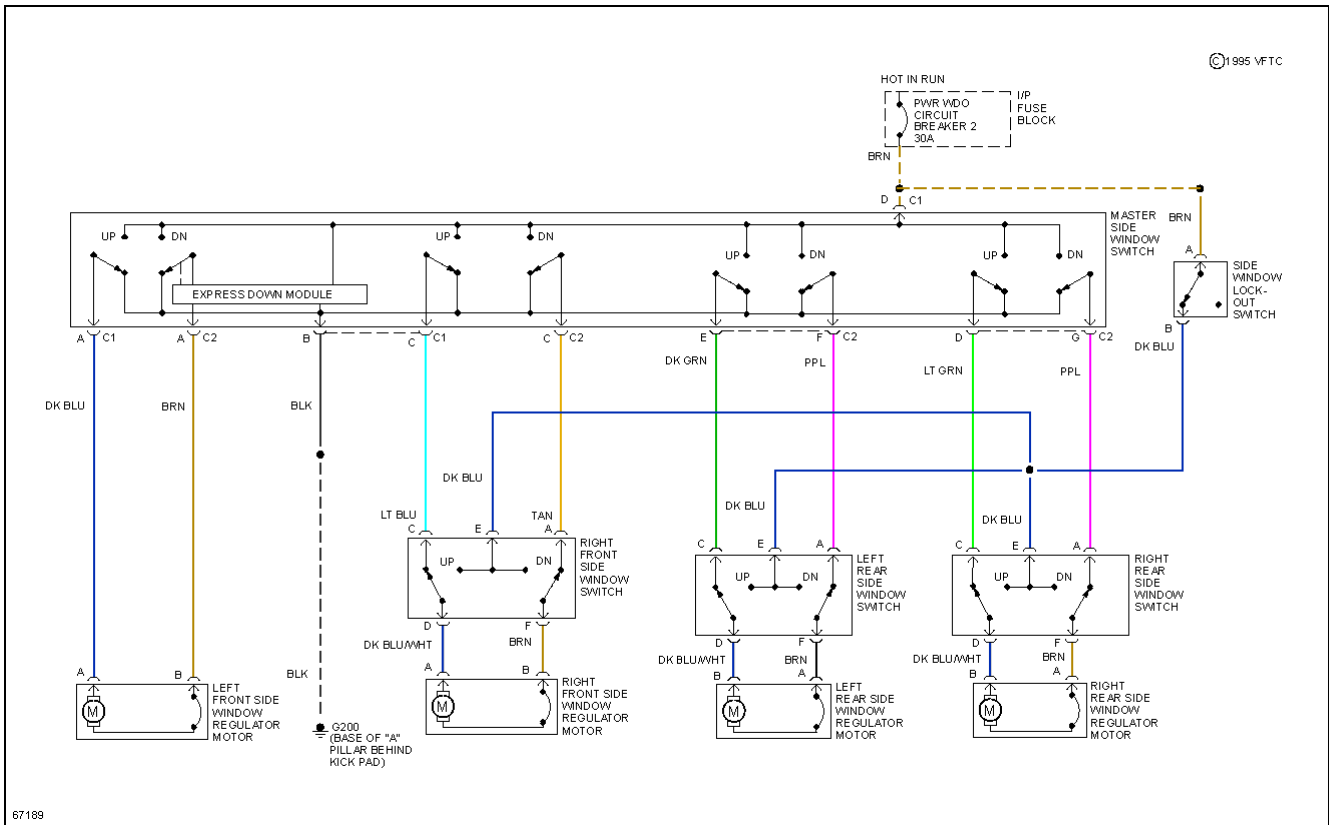 ©1995 VFTC
HOT IN RUN
PWR WDO
CIRCUIT
BREAKER 2
30A
I/P
FUSE
BLOCK
BRN
D C1
MASTER
SIDE
WINDOW
SWITCH
BRN
UP DN
UP DN
UP DN
UP DN
A
SIDE
WINDOW
LOCK-
OUT
SWITCH
EXPRESS DOWN MODULE
B
DK BLU
A C1
A C2
B
C C1
C C2
E
F C2
D
G C2
DK GRN
PPL
LT GRN
PPL
DK BLU
BRN
BLK
DK BLU
DK BLU
DK BLU
LT BLU
TAN
C E A
RIGHT
FRONT
SIDE
WINDOW
SWITCH
UP DN
C E A
LEFT
REAR
SIDE
WINDOW
SWITCH
UP DN
C E A
RIGHT
REAR
SIDE
WINDOW
SWITCH
UP DN
D F
DK BLU/WHT
BRN
D F
DK BLU/WHT
BRN
D F
DK BLU/WHT
BRN
A B
M
LEFT
FRONT SIDE
WINDOW
REGULATOR
MOTOR
BLK
G200
(BASE OF "A"
PILLAR BEHIND
KICK PAD)
A B
M
RIGHT
FRONT SIDE
WINDOW
REGULATOR
MOTOR
B A
M
LEFT
REAR SIDE
WINDOW
REGULATOR
MOTOR
B A
M
RIGHT
REAR SIDE
WINDOW
REGULATOR
MOTOR
67189